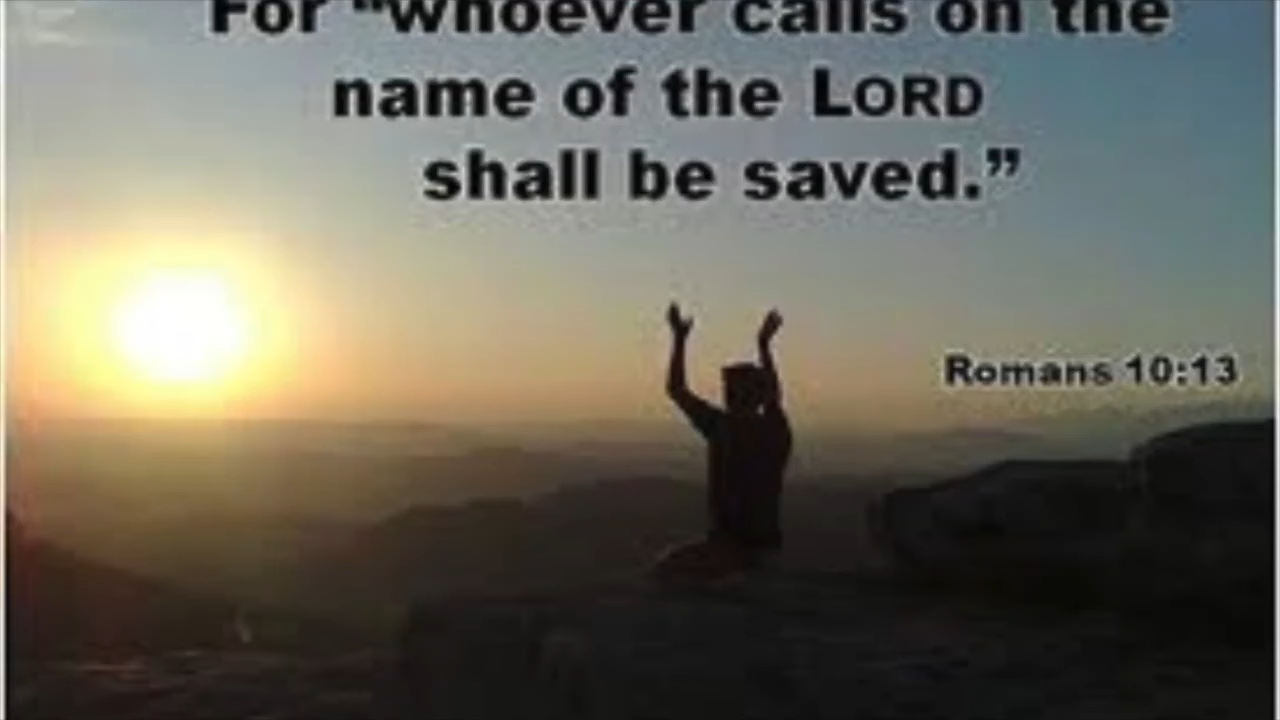 For “whoever calls on the
name of the LORD
shall be saved.”
Romans 10:13